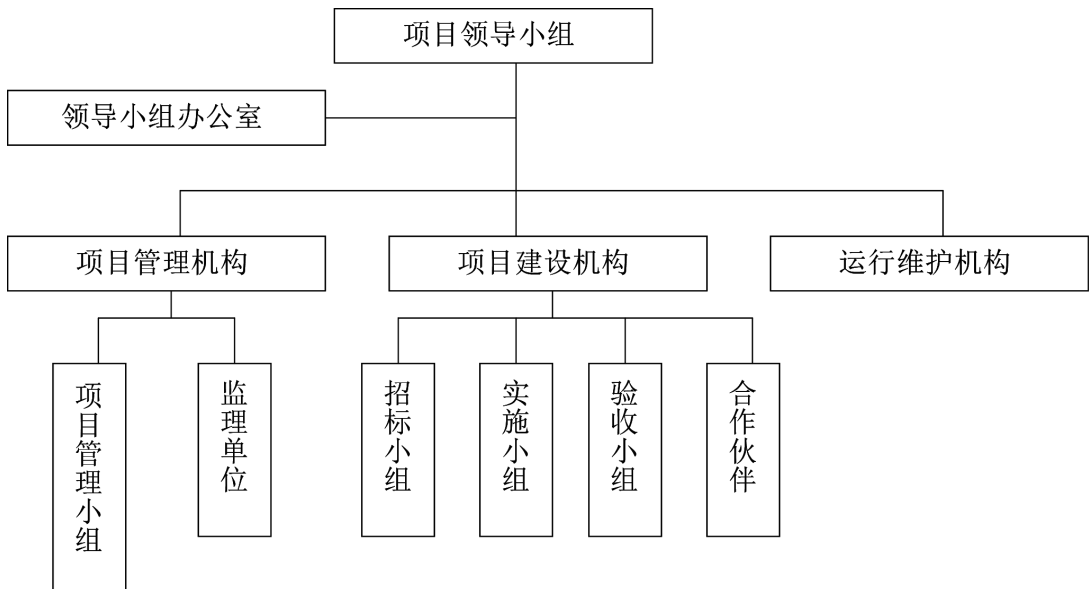 项目领导小组
领导小组办公室
项目管理机构
项目建设机构
运行维护机构
项目管理小组
监理单位
招标小组
实施小组
验收小组
合作伙伴